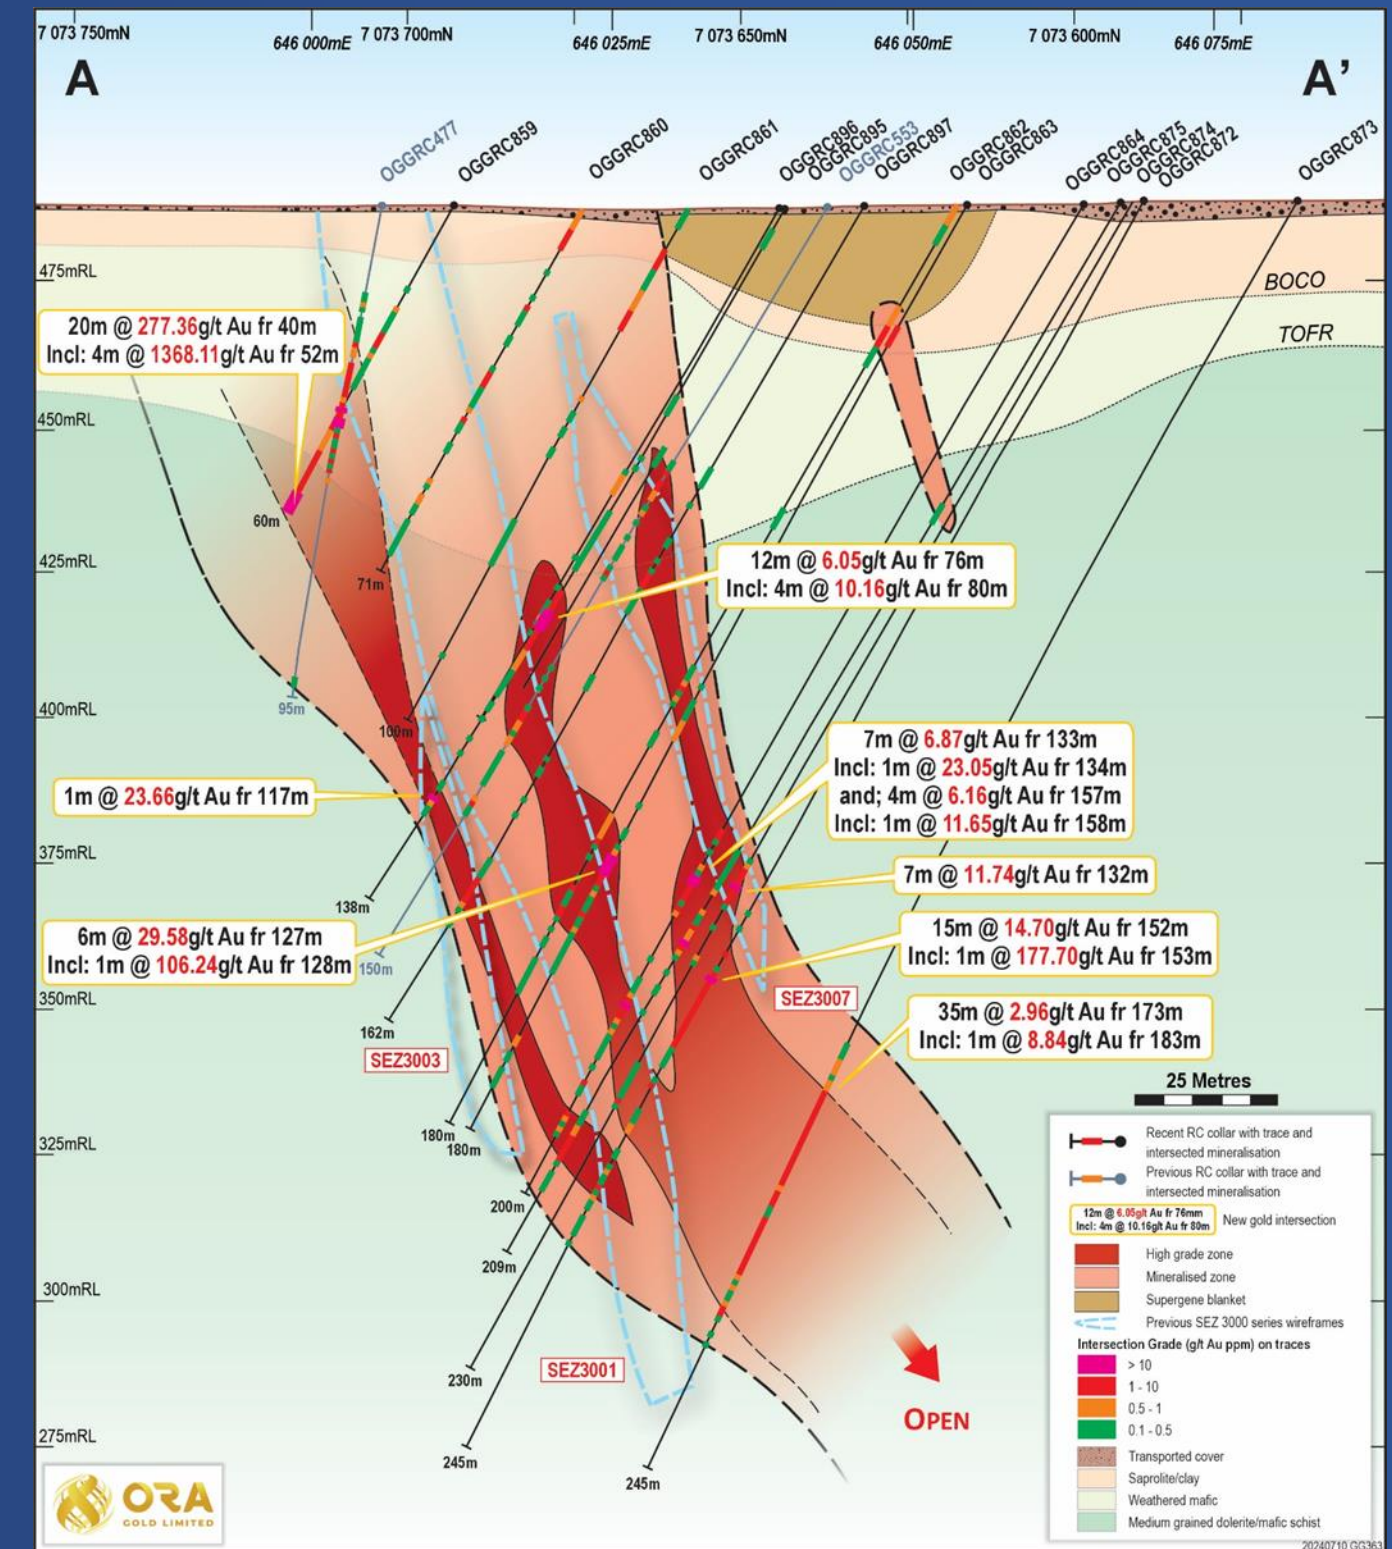 7 073 750mN
646 000mE
7 073 700mN
646 025mE
7 073 650mN
646 050mE
7 073 600mN
646 075mE
A
A’
OGGRC477
OGGRC859
OGGRC860
OGGRC861
OGGRC896
OGGRC895
OGGRC553
OGGRC897
OGGRC862
OGGRC863
OGGRC864
OGGRC875
OGGRC874
OGGRC872
OGGRC873
475mRL
BOCO
TOFR
20m @ 277.36g/t Au fr 40m
Incl: 4m @ 1368.11g/t Au fr 52m
450mRL
60m
425mRL
71m
12m @ 6.05g/t Au fr 76m
Incl: 4m @ 10.16g/t Au fr 80m
400mRL
95m
100m
7m @ 6.87g/t Au fr 133m
Incl: 1m @ 23.05g/t Au fr 134m
and; 4m @ 6.16g/t Au fr 157m
Incl: 1m @ 11.65g/t Au fr 158m
1m @ 23.66g/t Au fr 117m
375mRL
7m @ 11.74g/t Au fr 132m
138m
6m @ 29.58g/t Au fr 127m
Incl: 1m @ 106.24g/t Au fr 128m
150m
15m @ 14.70g/t Au fr 152m
Incl: 1m @ 177.70g/t Au fr 153m
350mRL
SEZ3007
35m @ 2.96g/t Au fr 173m
Incl: 1m @ 8.84g/t Au fr 183m
162m
SEZ3003
25 Metres
180m
180m
325mRL
200m
209m
300mRL
230m
SEZ3001
OPEN
275mRL
245m
245m
Recent RC collar with trace and
intersected mineralisation
Previous RC collar with trace and
intersected mineralisation
12m @ 6.05g/t Au fr 76mm
Incl: 4m @ 10.16g/t Au fr 80m
New gold intersection
High grade zone
Mineralised zone
Supergene blanket
Previous SEZ 3000 series wireframes
Intersection Grade (g/t Au ppm) on traces
> 10
1 - 10
0.5 - 1
0.1 - 0.5
Transported cover
Saprolite/clay
Weathered mafic
Medium grained dolerite/mafic schist
ORA
GOLD LIMITED
20240710 GG363